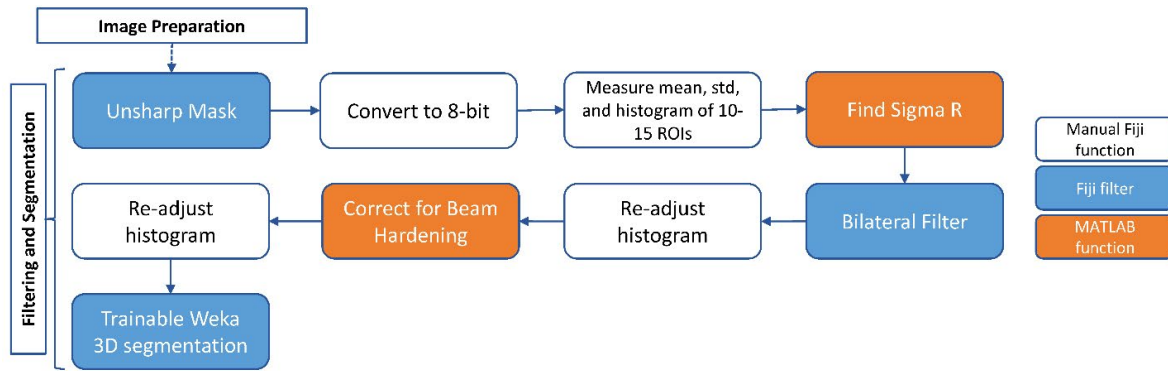 Image Preparation
Filtering and Segmentation
Unsharp Mask
Convert to 8-bit
Measure mean, std,
and histogram of 10-
15 ROIs
Find Sigma R
Manual Fiji
function
Fiji filter
MATLAB
function
Re-adjust
histogram
Correct for Beam
Hardening
Re-adjust
histogram
Bilateral Filter
Trainable Weka
3D segmentation